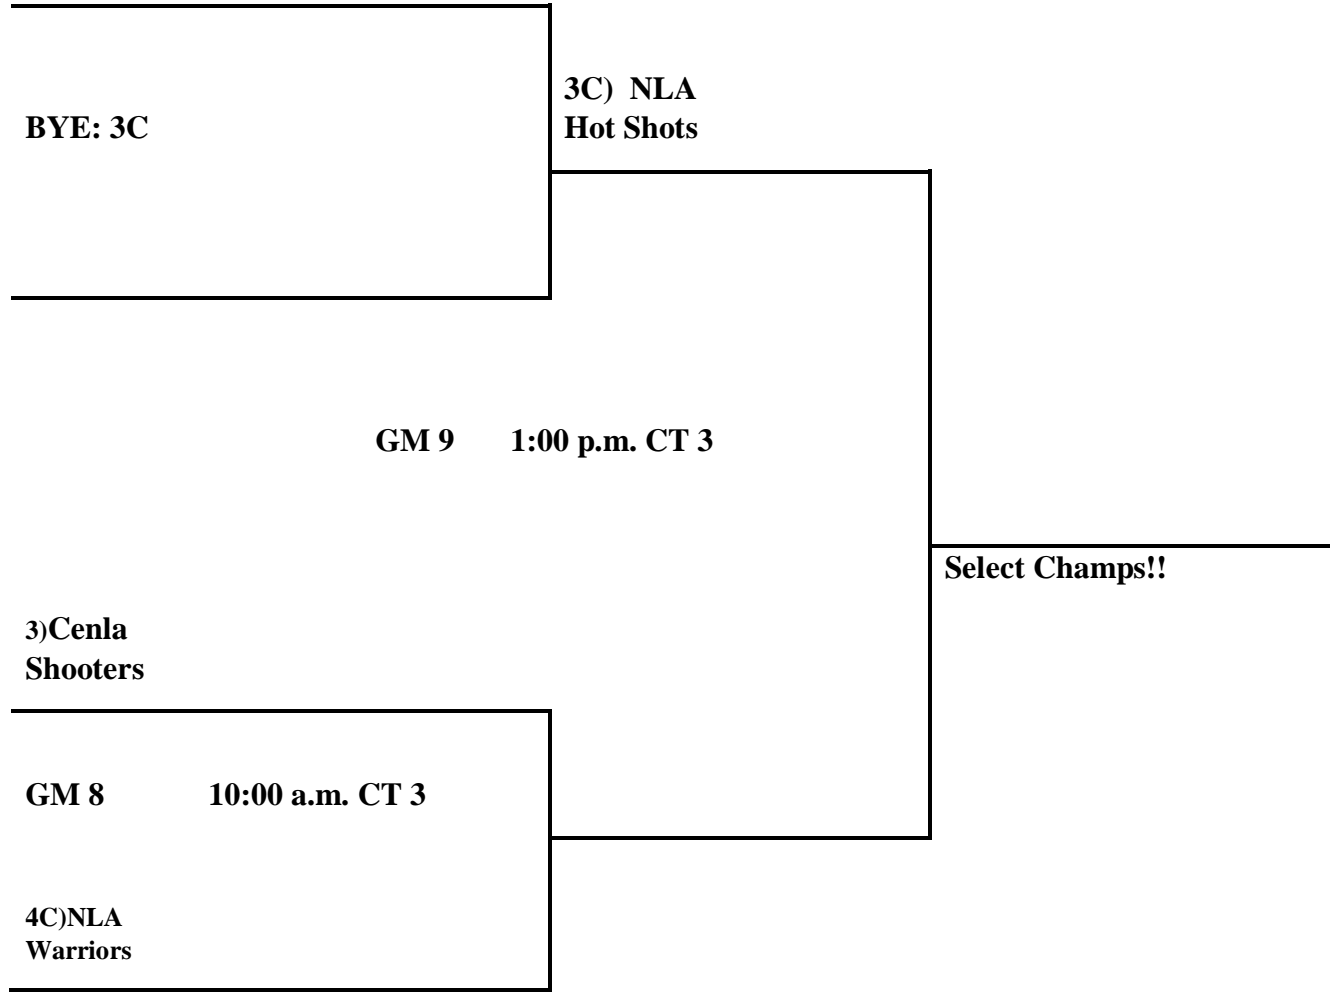 3C)  NLA
Hot Shots
BYE: 3C
GM 9 1:00 p.m. CT 3
Select Champs!!
3)Cenla
Shooters
GM 8 10:00 a.m. CT 3
4C)NLA
Warriors